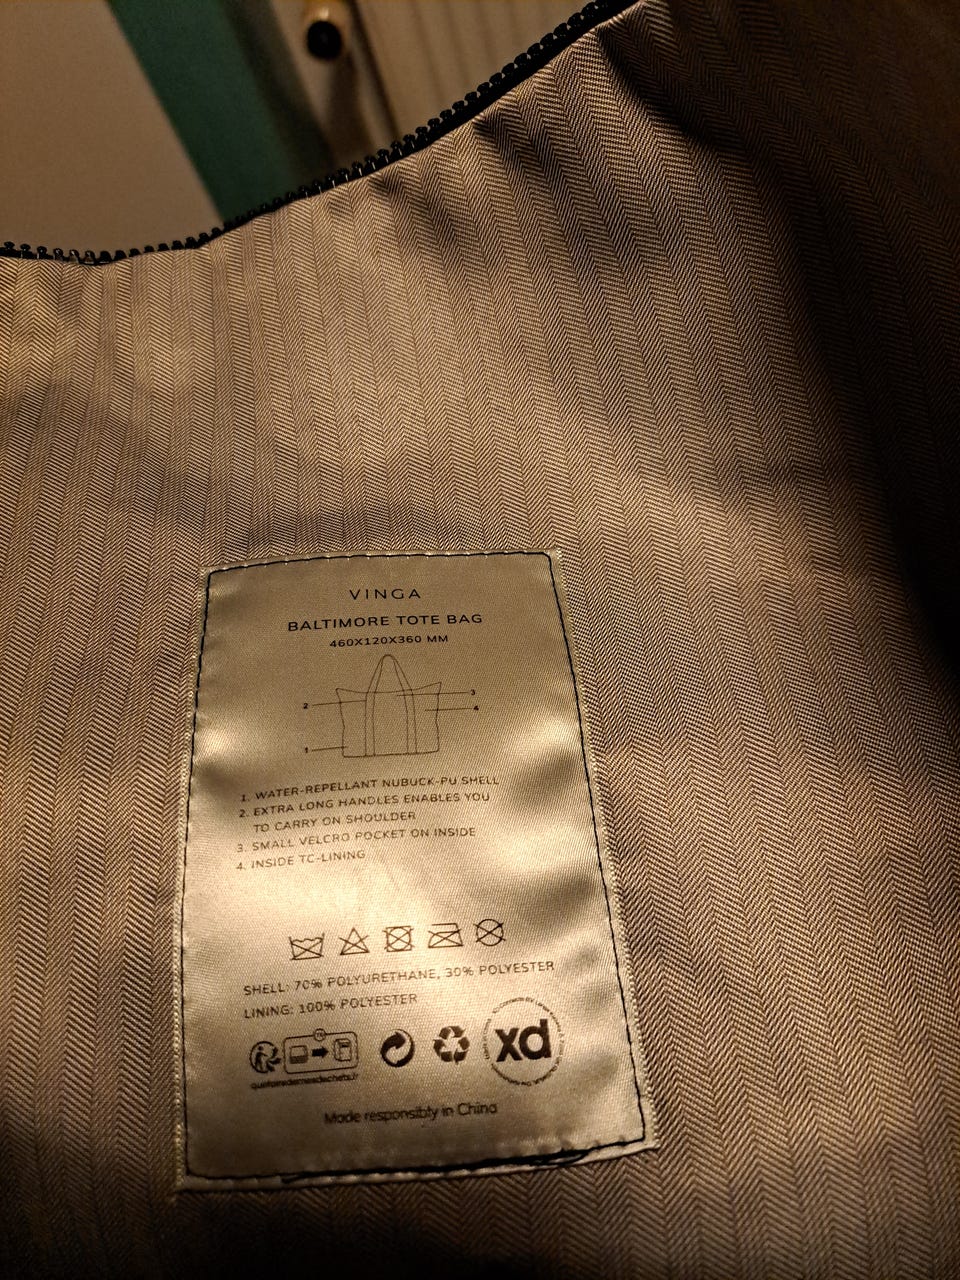 VINGA
BALTIMORE TOTE BAG
460X120X360 MM
2
3
4
1
1. WATER-REPELLANT NUBUCK-PU SHELL
2. EXTRA LONG HANDLES ENABLES YOU
TO CARRY ON SHOULDER
3. SMALL VELCRO POCKET ON INSIDE
4. INSIDE TC-LINING
SHELL: 70% POLYURETHANE, 30% POLYESTER
LINING: 100% POLYESTER
xd
quefairedemesdechets.fr
Made responsibly in China